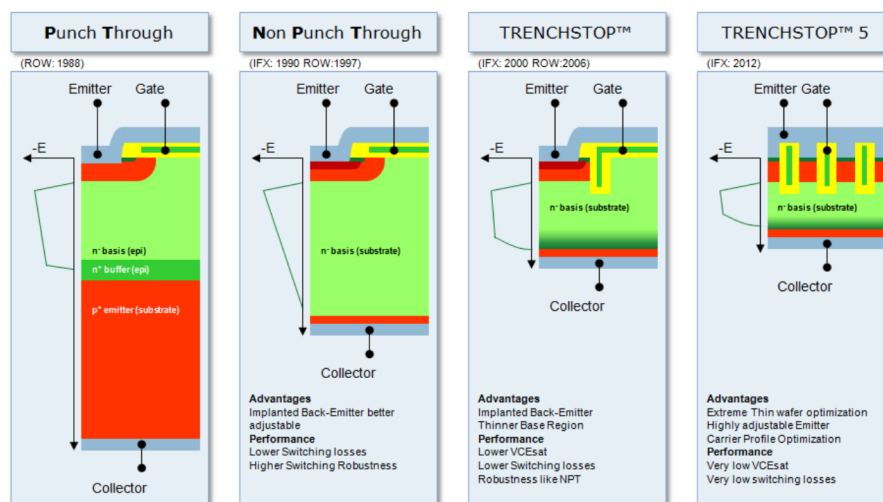 Punch Through
(ROW: 1988)
Emitter Gate
-E
n- basis (epi)
n+ buffer (epi)
p+ emitter (substrate)
Collector
Non Punch Through
(IFX: 1990 ROW:1997)
Emitter Gate
-E
n- basis (substrate)
Collector
Advantages
Implanted Back-Emitter better
adjustable
Performance
Lower Switching losses
Higher Switching Robustness
TRENCHSTOP™
(IFX: 2000 ROW:2006)
Emitter Gate
-E
n- basis (substrate)
Collector
Advantages
Implanted Back-Emitter
Thinner Base Region
Performance
Lower VCEsat
Lower Switching losses
Robustness like NPT
TRENCHSTOP™ 5
(IFX: 2012)
Emitter Gate
-E
n- basis (substrate)
Collector
Advantages
Extreme Thin wafer optimization
Highly adjustable Emitter
Carrier Profile Optimization
Performance
Very low VCEsat
Very low switching losses